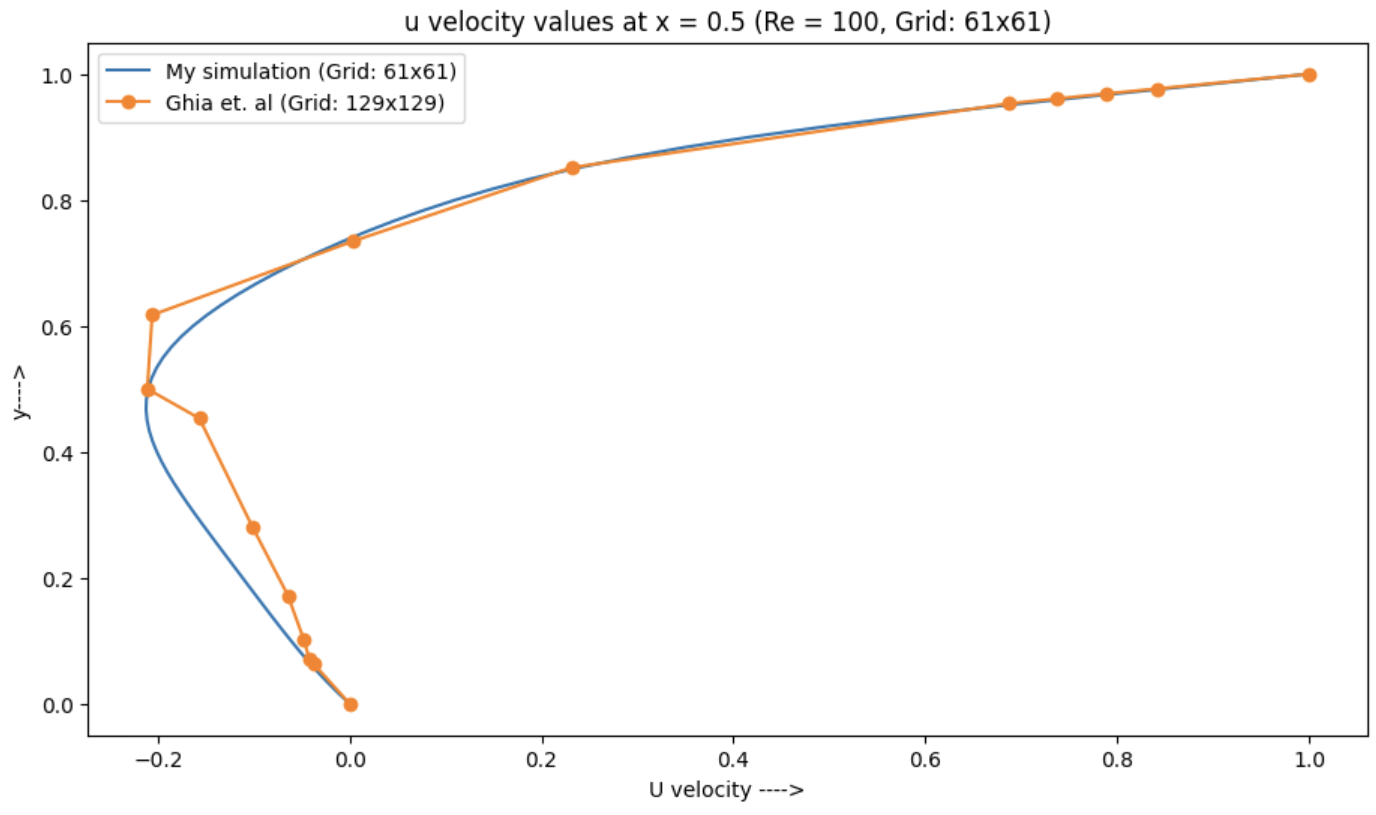 u velocity values at x = 0.5 (Re = 100, Grid: 61x61)
My simulation (Grid: 61x61)
Ghia et. al (Grid: 129x129)
1.0
0.8
0.6
0.4
0.2
0.0
y---->
−0.2
0.0
0.2
0.4
0.6
0.8
1.0
U velocity ---->